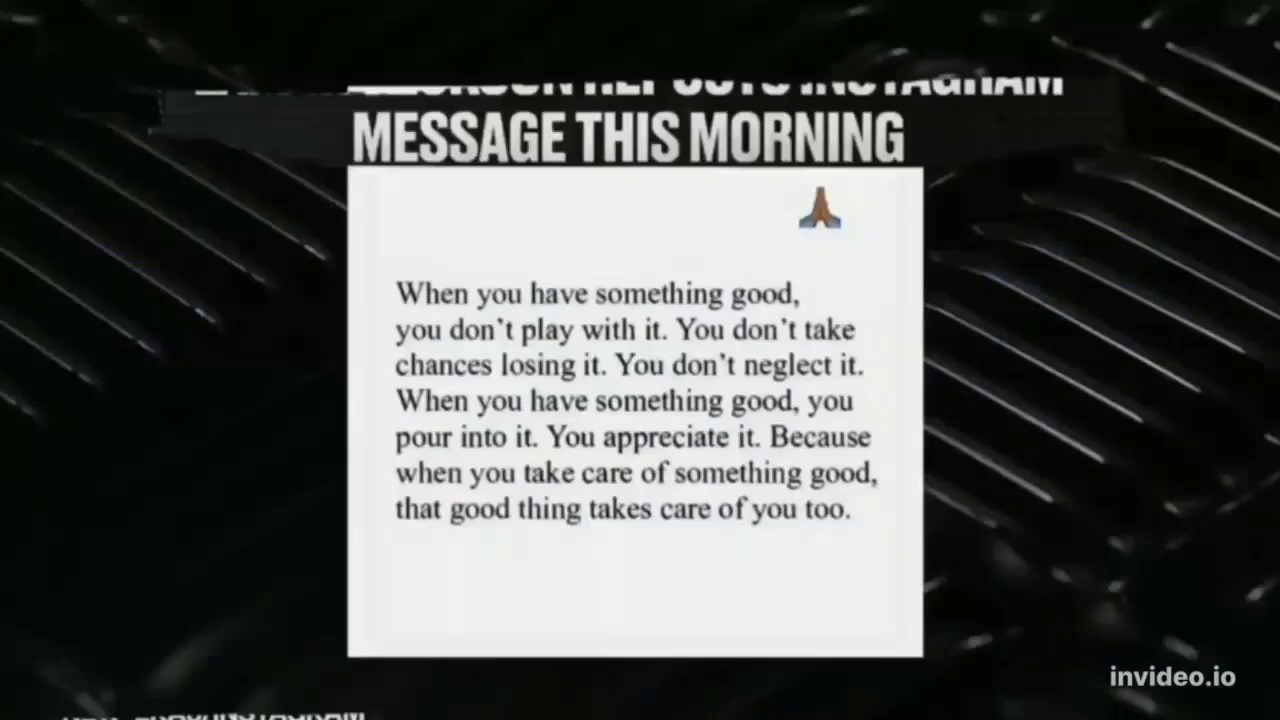 INSTAGRAM
MESSAGE THIS MORNING
When you have something good,
you don't play with it. You don't take
chances losing it. You don't neglect it.
When you have something good, you
pour into it. You appreciate it. Because
when you take care of something good,
that good thing takes care of you too.
invideo.io